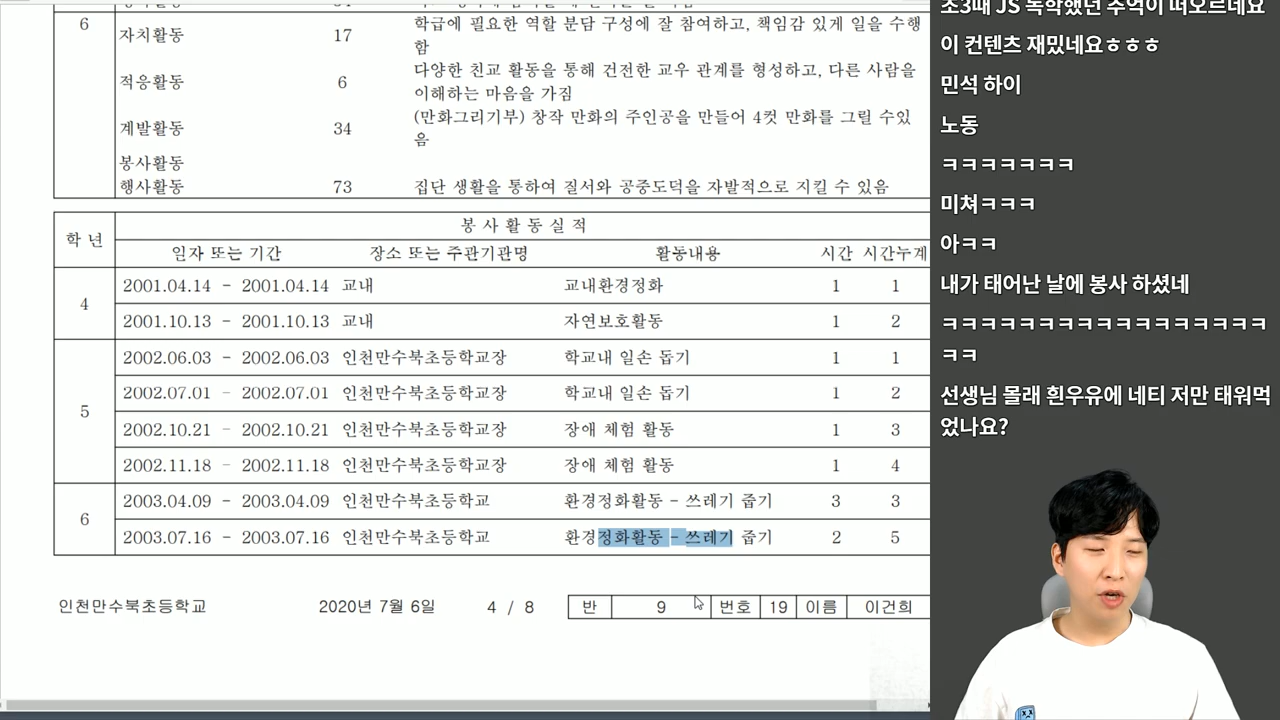 6
자치활동 17 학급에 필요한 역할 분담 구성에 잘 참여하고, 책임감 있게 일을 수행
함
적응활동 6 다양한 친교 활동을 통해 건전한 교우 관계를 형성하고, 다른 사람을
이해하는 마음을 가짐
계발활동 34 (만화그리기부) 창작 만화의 주인공을 만들어 4컷 만화를 그릴 수있
음
봉사활동
행사활동 73 집단 생활을 통하여 질서와 공중도덕을 자발적으로 지킬 수 있음
학 년 봉 사 활 동 실 적
일자 또는 기간 장소 또는 주관기관명 활동내용 시간 시간누계
4
2001.04.14 - 2001.04.14 교내 교내환경정화 1 1
2001.10.13 - 2001.10.13 교내 자연보호활동 1 2
5
2002.06.03 - 2002.06.03 인천만수북초등학교장 학교내 일손 돕기 1 1
2002.07.01 - 2002.07.01 인천만수북초등학교장 학교내 일손 돕기 1 2
2002.10.21 - 2002.10.21 인천만수북초등학교장 장애 체험 활동 1 3
2002.11.18 - 2002.11.18 인천만수북초등학교장 장애 체험 활동 1 4
6
2003.04.09 - 2003.04.09 인천만수북초등학교 환경정화활동 - 쓰레기 줍기 3 3
2003.07.16 - 2003.07.16 인천만수북초등학교 환경정화활동 - 쓰레기 줍기 2 5
인천만수북초등학교 2020년 7월 6일 4 / 8 반 9 번호 19 이름 이건희
초3때 JS 독학했던 추억이 떠오르네요
이 컨텐츠 재밌네요ㅎㅎㅎ
민석 하이
노동
ㅋㅋㅋㅋㅋㅋㅋ
미쳐ㅋㅋㅋ
아ㅋㅋ
내가 태어난 날에 봉사 하셨네
ㅋㅋㅋㅋㅋㅋㅋㅋㅋㅋㅋㅋㅋㅋㅋㅋㅋ
ㅋㅋ
선생님 몰래 흰우유에 네티 저만 태워먹
었나요?